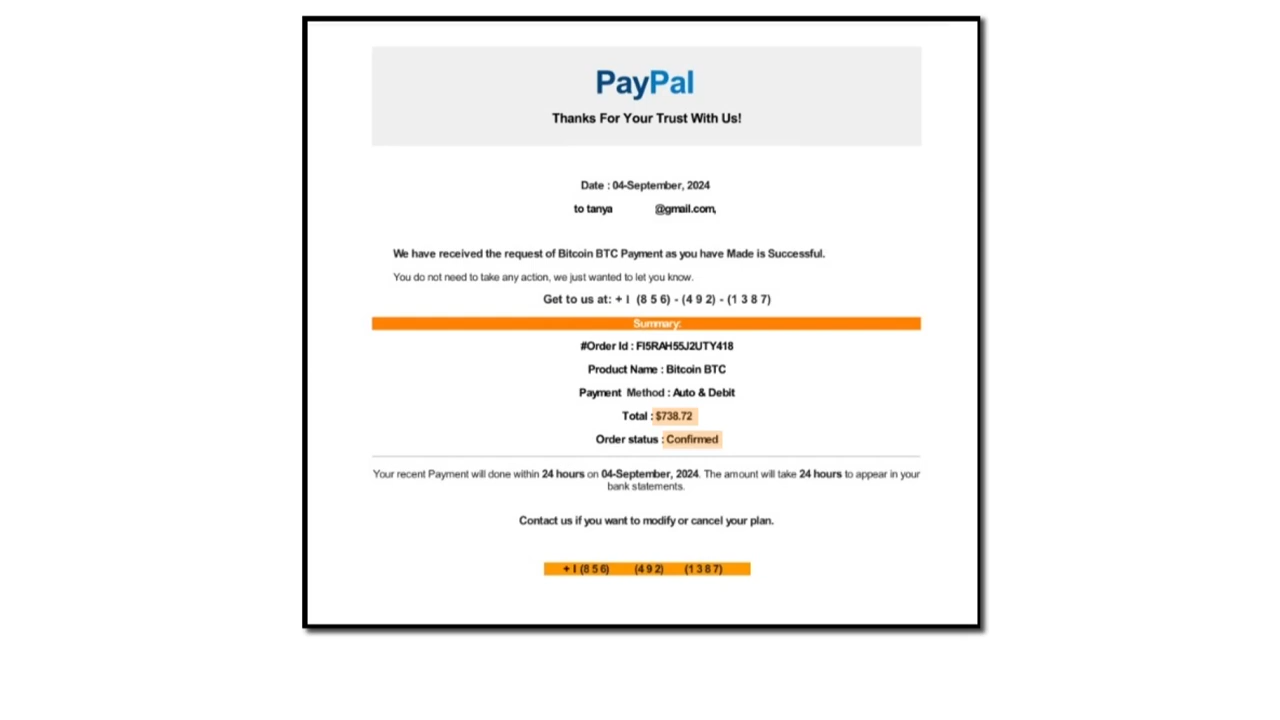 PayPal
Thanks For Your Trust With Us!
Date : 04-September, 2024
to tanya @gmail.com,
We have received the request of Bitcoin BTC Payment as you have Made is Successful.
You do not need to take any action, we just wanted to let you know.
Get to us at: + I (8 5 6) - (4 9 2) - (1 3 8 7)
Summary:
#Order Id : FI5RAH55J2UTY418
Product Name : Bitcoin BTC
Payment Method : Auto & Debit
Total : $738.72
Order status : Confirmed
Your recent Payment will done within 24 hours on 04-September, 2024. The amount will take 24 hours to appear in your
bank statements.
Contact us if you want to modify or cancel your plan.
+ I (8 5 6) (4 9 2) (1 3 8 7)